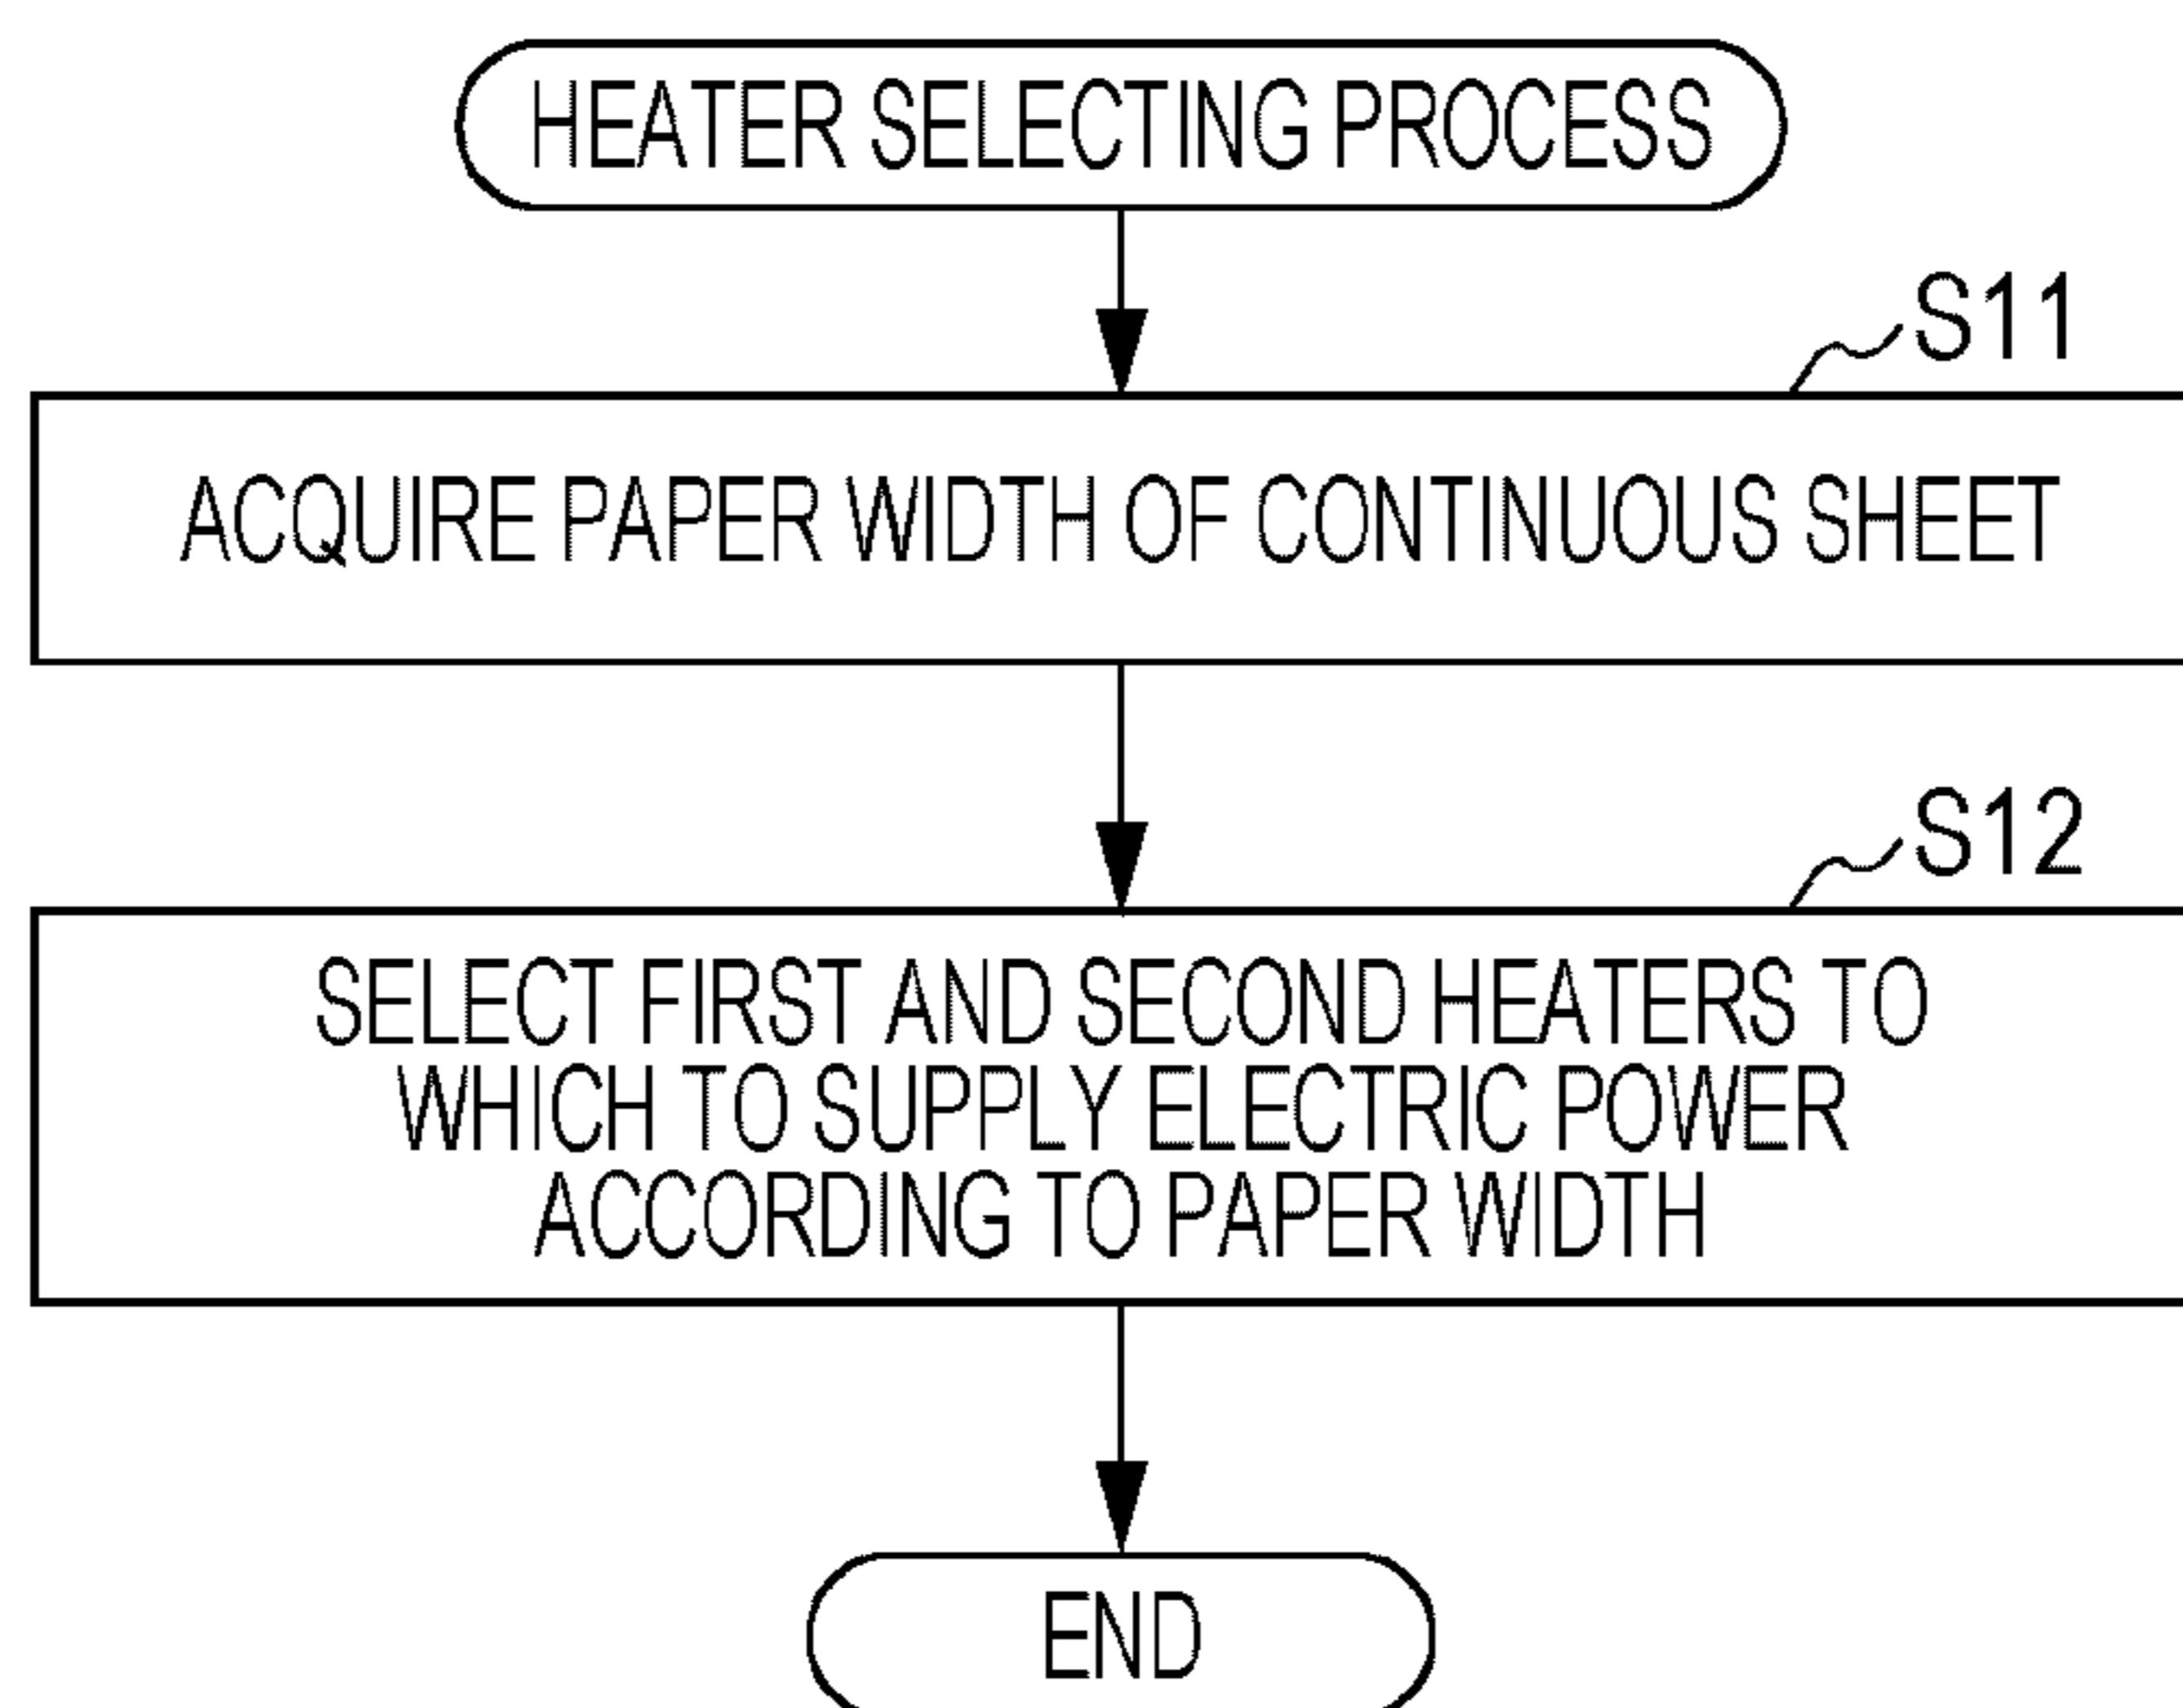 HEATER SELECTING PROCESS
S11
ACQUIRE PAPER WIDTH OF CONTINUOUS SHEET
S12
SELECT FIRST AND SECOND HEATERS TO
WHICH TO SUPPLY ELECTRIC POWER
ACCORDING TO PAPER WIDTH
END